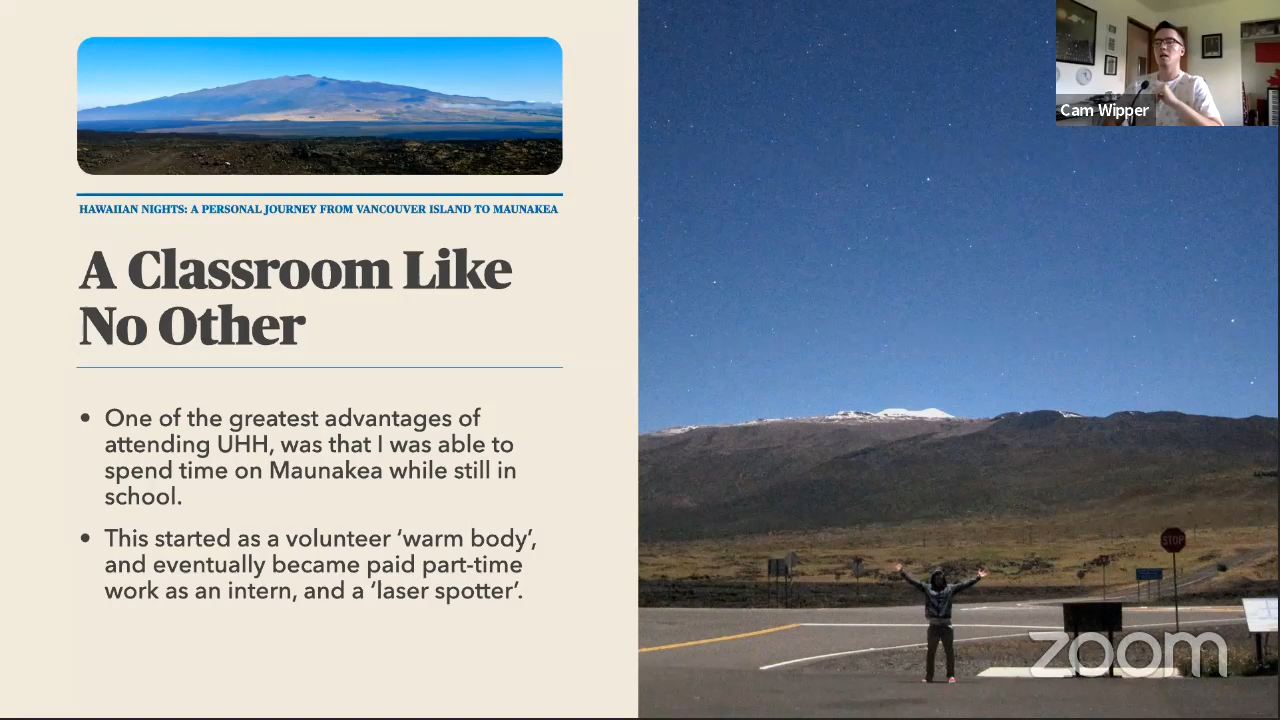 Cam Wipper
HAWAIIAN NIGHTS: A PERSONAL JOURNEY FROM VANCOUVER ISLAND TO MAUNAKEA
A Classroom Like
No Other
• One of the greatest advantages of
attending UHH, was that I was able to
spend time on Maunakea while still in
school.
• This started as a volunteer ‘warm body’,
and eventually became paid part-time
work as an intern, and a ‘laser spotter’.
STOP
zoom